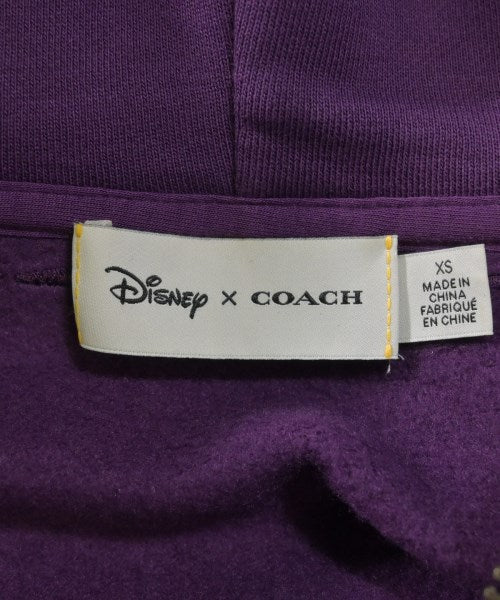 Disney × COACH
XS
MADE IN
CHINA
FABRIQUÉ
EN CHINE